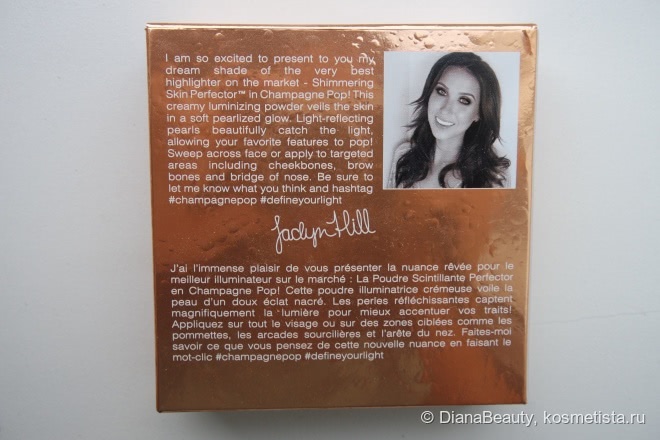 I am so excited to present to you my
dream shade of the very best
highlighter on the market - Shimmering
Skin Perfector™ in Champagne Pop! This
creamy luminizing powder veils the skin
in a soft pearlized glow. Light-reflecting
pearls beautifully catch the light,
allowing your favorite features to pop!
Sweep across face or apply to targeted
areas including cheekbones, brow
bones and bridge of nose. Be sure to
let me know what you think and hashtag
#champagnepop #defineyourlight
Jaclyn Hill
J'ai l'immense plaisir de vous présenter la nuance rêvée pour le
meilleur illuminateur sur le marché : La Poudre Scintillante Perfector
en Champagne Pop! Cette poudre illuminatrice crémeuse voile la
peau d'un doux éclat nacré. Les perles réfléchissantes captent
magnifiquement la lumière pour mieux accentuer vos traits!
Appliquez sur tout le visage ou sur des zones ciblées comme les
pommettes, les arcades sourcilières et l'arête du nez. Faites-moi
savoir ce que vous pensez de cette nouvelle nuance en faisant le
mot-clic #champagnepop #defineyourlight
© DianaBeauty, kosmetista.ru